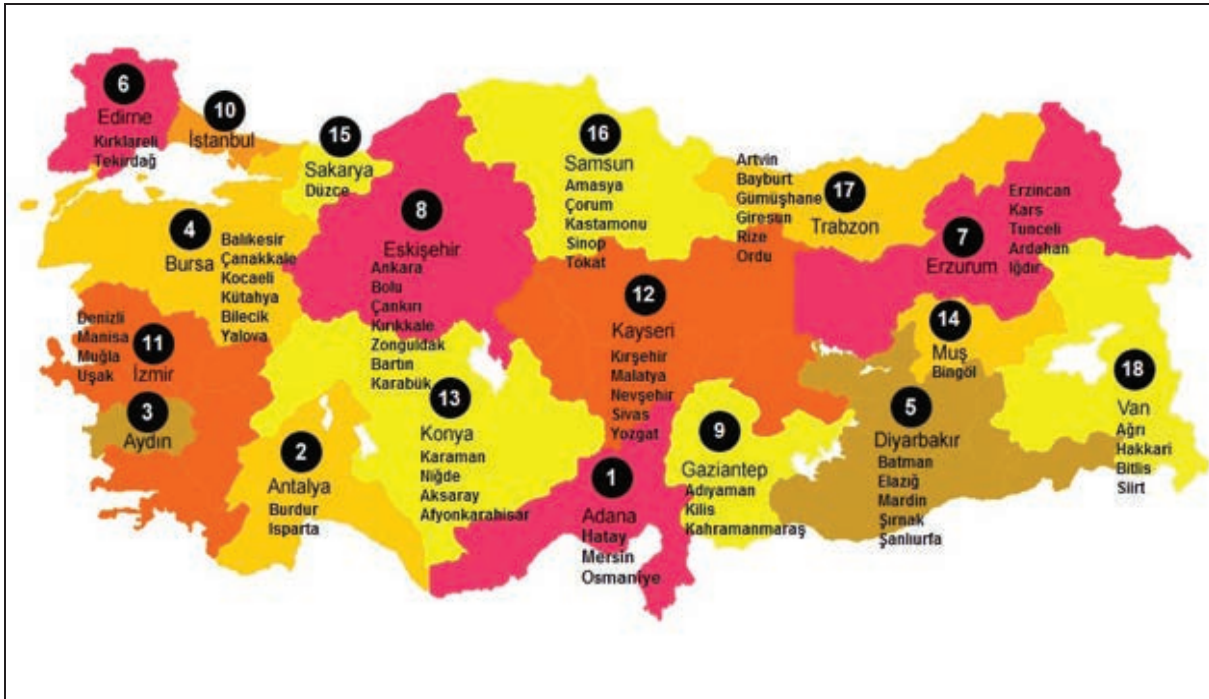 6
Edirne
Kırklareli
Tekirdağ
10
İstanbul
15
Sakarya
Düzce
16
Samsun
Amasya
Çorum
Kastamonu
Sinop
Tokat
Artvin
Bayburt
Gümüşhane
Giresun
Rize
Ordu
17
Trabzon
7
Erzurum
Erzincan
Kars
Tunceli
Ardahan
Iğdır
4
Bursa
Balıkesir
Çanakkale
Kocaeli
Kütahya
Bilecik
Yalova
8
Eskişehir
Ankara
Bolu
Çankırı
Kırıkkale
Zonguldak
Bartın
Karabük
12
Kayseri
Kırşehir
Malatya
Nevşehir
Sivas
Yozgat
14
Muş
Bingöl
Denizli
Manisa
Muğla
Uşak
11
İzmir
3
Aydın
2
Antalya
Burdur
Isparta
13
Konya
Karaman
Niğde
Aksaray
Afyonkarahisar
1
Adana
Hatay
Mersin
Osmaniye
9
Gaziantep
Adıyaman
Kilis
Kahramanmaraş
5
Diyarbakır
Batman
Elazığ
Mardin
Şırnak
Şanlıurfa
18
Van
Ağrı
Hakkari
Bitlis
Siirt